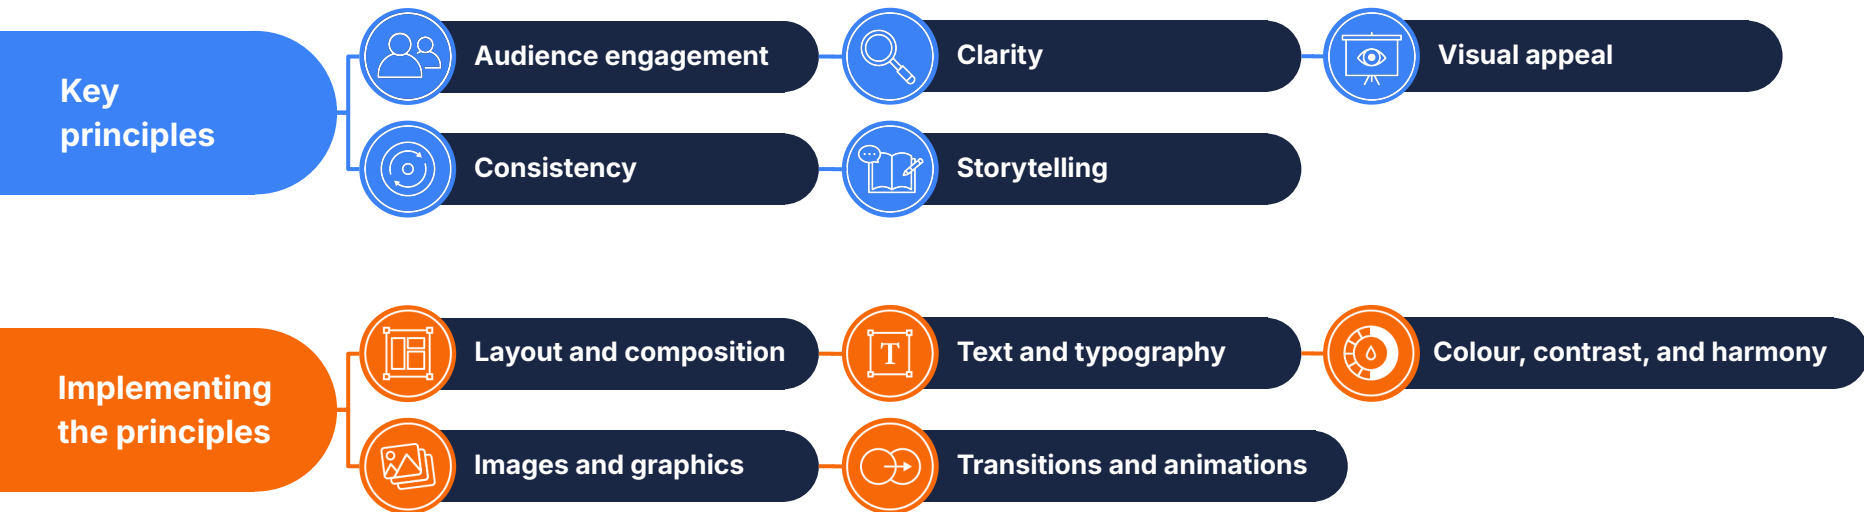 Key
principles
Audience engagement
Clarity
Visual appeal
Consistency
Storytelling
Implementing
the principles
Layout and composition
T
Text and typography
Colour, contrast, and harmony
Images and graphics
Transitions and animations